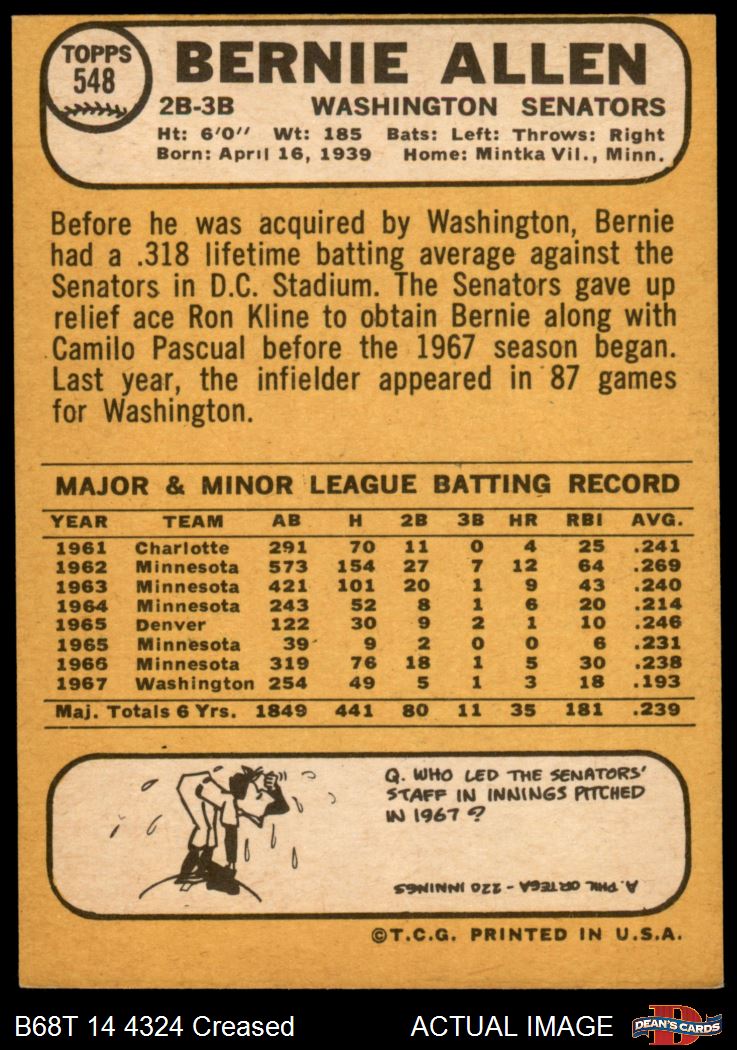 TOPPS
548
BERNIE ALLEN
2B-3B WASHINGTON SENATORS
Ht: 6'0" Wt: 185 Bats: Left: Throws: Right
Born: April 16, 1939 Home: Mintka Vil., Minn.
Before he was acquired by Washington, Bernie
had a .318 lifetime batting average against the
Senators in D.C. Stadium. The Senators gave up
relief ace Ron Kline to obtain Bernie along with
Camilo Pascual before the 1967 season began.
Last year, the infielder appeared in 87 games
for Washington.
MAJOR & MINOR LEAGUE BATTING RECORD
YEAR TEAM AB H 2B 3B HR RBI AVG.
1961 Charlotte 291 70 11 0 4 25 .241
1962 Minnesota 573 154 27 7 12 64 .269
1963 Minnesota 421 101 20 1 9 43 .240
1964 Minnesota 243 52 8 1 6 20 .214
1965 Denver 122 30 9 2 1 10 .246
1965 Minnesota 39 9 2 0 0 6 .231
1966 Minnesota 319 76 18 1 5 30 .238
1967 Washington 254 49 5 1 3 18 .193
Maj. Totals 6 Yrs. 1849 441 80 11 35 181 .239
Q. WHO LED THE SENATORS'
STAFF IN INNINGS PITCHED
IN 1967?
A. PHIL ORTEGA - 220 INNINGS
©T.C.G. PRINTED IN U.S.A.
B68T 14 4324 Creased ACTUAL IMAGE
D
DEAN'S CARDS